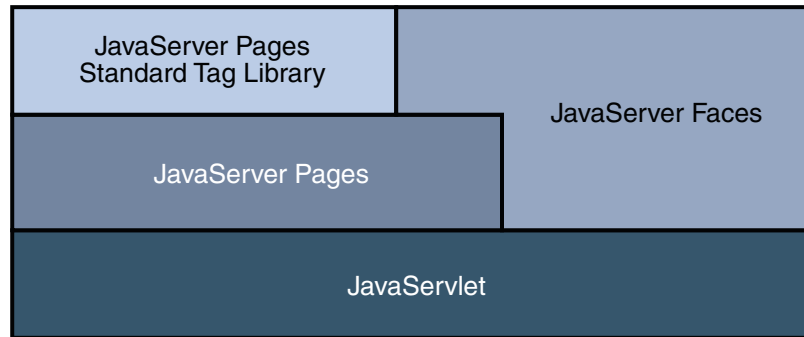 JavaServer Pages
Standard Tag Library
JavaServer Faces
JavaServer Pages
JavaServlet